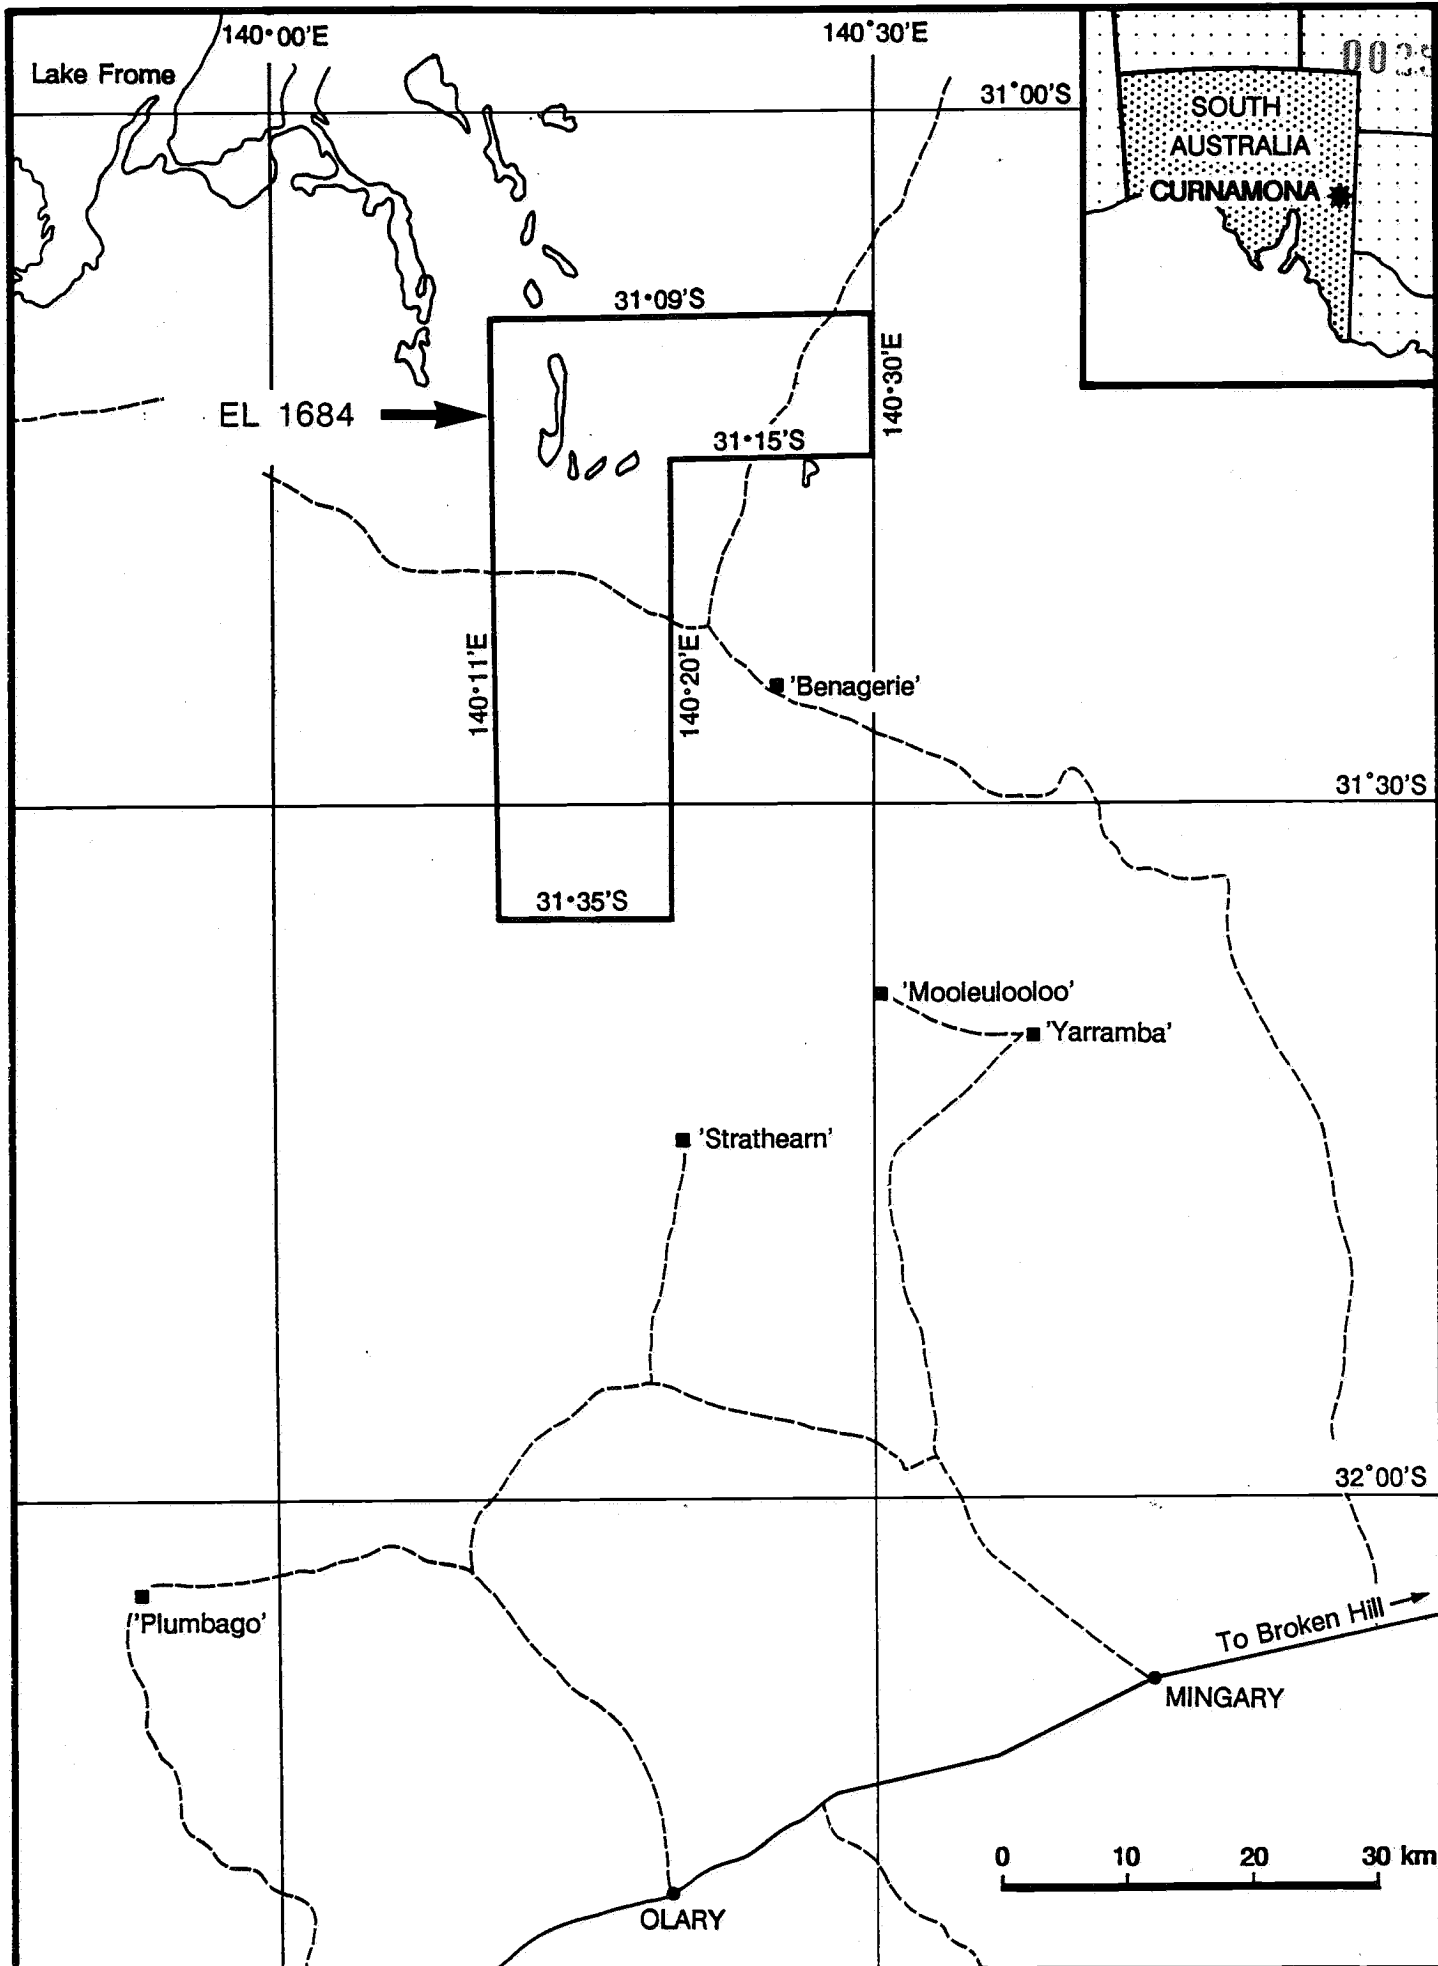 140°00'E
140°30'E
Lake Frome
31°00'S
SOUTH
AUSTRALIA
CURNAMONA
31•09'S
140•30'E
EL 1684
31•15'S
140•11'E
140•20'E
'Benagerie'
31°30'S
31•35'S
'Mooleulooloo'
'Yarramba'
'Strathearn'
32°00'S
'Plumbago'
To Broken Hill
MINGARY
0 10 20 30 km
OLARY